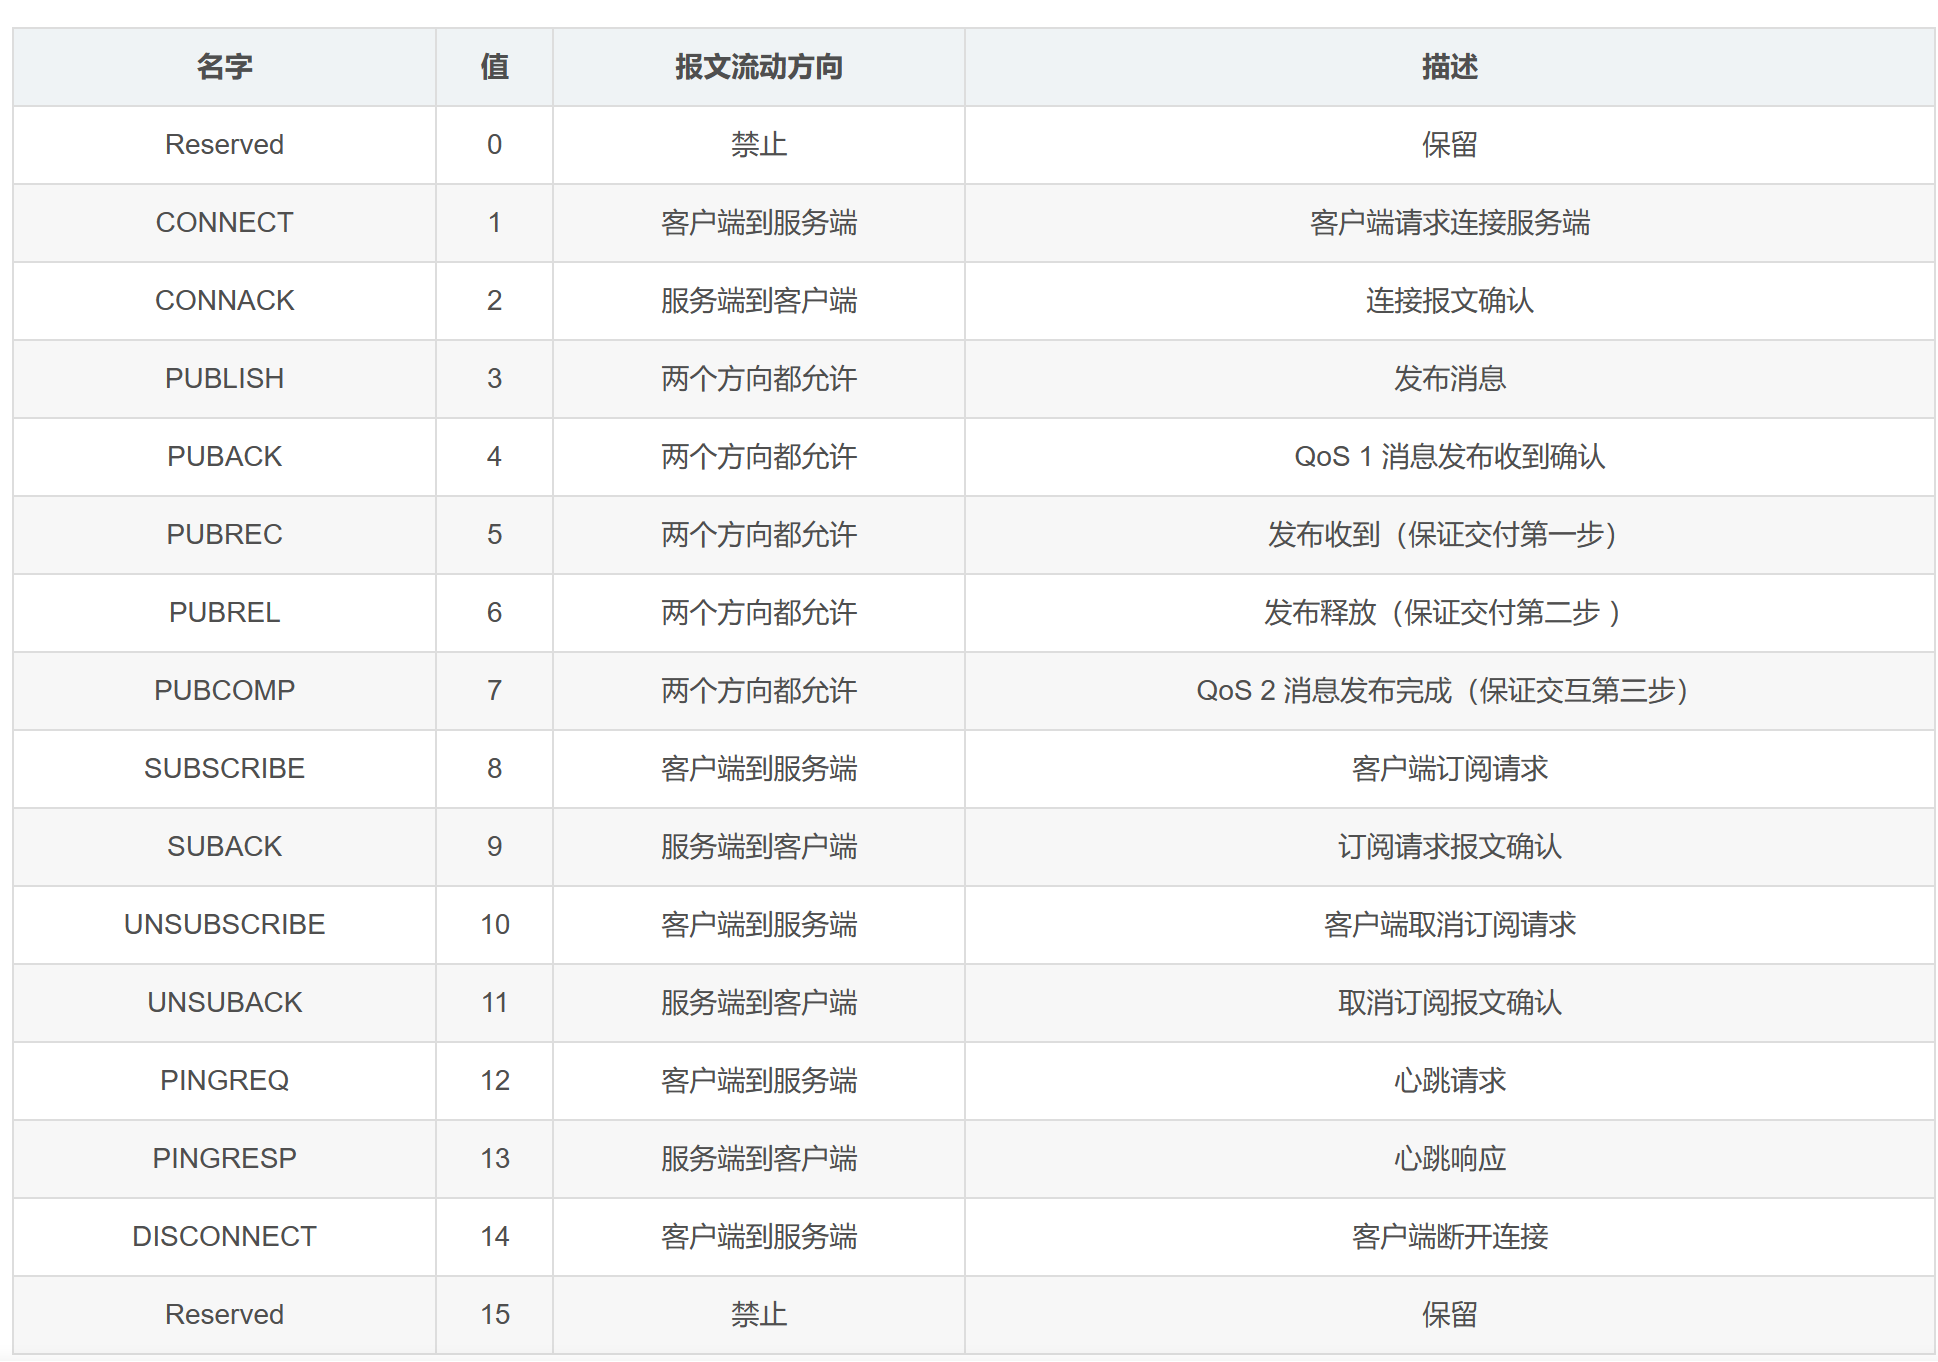 名字 值 报文流动方向 描述
Reserved 0 禁止 保留
CONNECT 1 客户端到服务端 客户端请求连接服务端
CONNACK 2 服务端到客户端 连接报文确认
PUBLISH 3 两个方向都允许 发布消息
PUBACK 4 两个方向都允许 QoS 1 消息发布收到确认
PUBREC 5 两个方向都允许 发布收到（保证交付第一步）
PUBREL 6 两个方向都允许 发布释放（保证交付第二步 ）
PUBCOMP 7 两个方向都允许 QoS 2 消息发布完成（保证交互第三步）
SUBSCRIBE 8 客户端到服务端 客户端订阅请求
SUBACK 9 服务端到客户端 订阅请求报文确认
UNSUBSCRIBE 10 客户端到服务端 客户端取消订阅请求
UNSUBACK 11 服务端到客户端 取消订阅报文确认
PINGREQ 12 客户端到服务端 心跳请求
PINGRESP 13 服务端到客户端 心跳响应
DISCONNECT 14 客户端到服务端 客户端断开连接
Reserved 15 禁止 保留